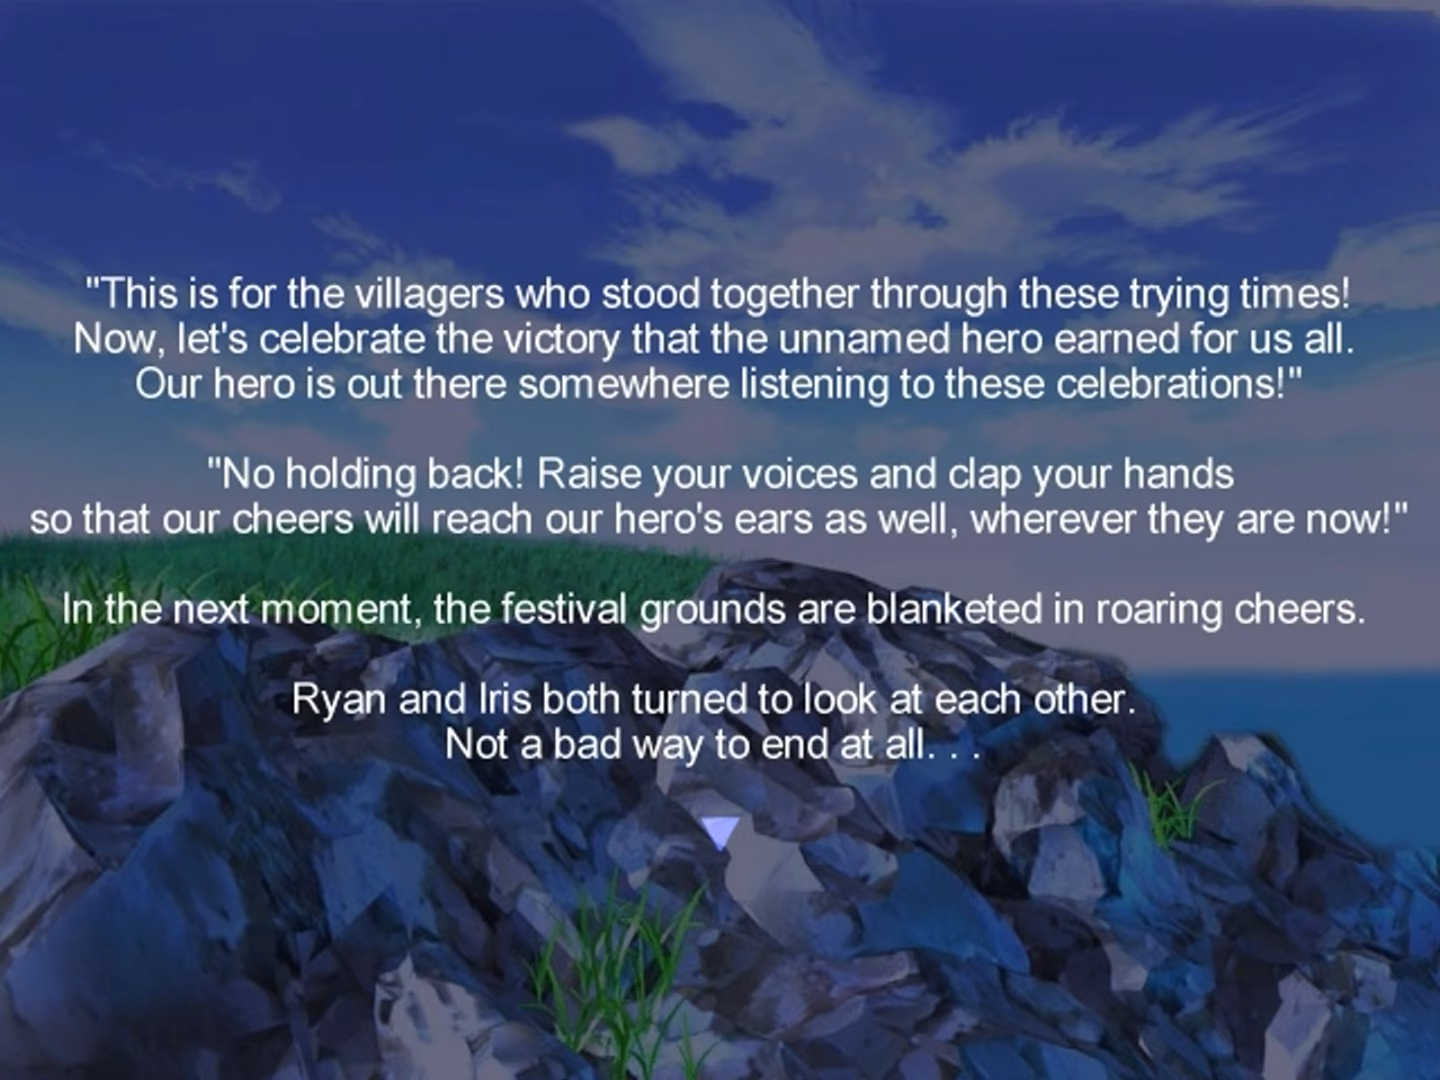 "This is for the villagers who stood together through these trying times!
Now, let's celebrate the victory that the unnamed hero earned for us all.
Our hero is out there somewhere listening to these celebrations!"
"No holding back! Raise your voices and clap your hands
so that our cheers will reach our hero's ears as well, wherever they are now!"
In the next moment, the festival grounds are blanketed in roaring cheers.
Ryan and Iris both turned to look at each other.
Not a bad way to end at all. . .